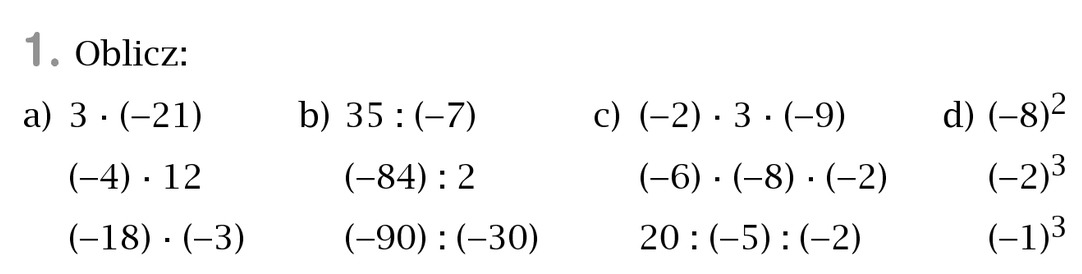 1. Oblicz:
a) 3 · (–21) b) 35 : (–7) c) (–2) · 3 · (–9) d) (–8)²
(–4) · 12 (–84) : 2 (–6) · (–8) · (–2) (–2)³
(–18) · (–3) (–90) : (–30) 20 : (–5) : (–2) (–1)³